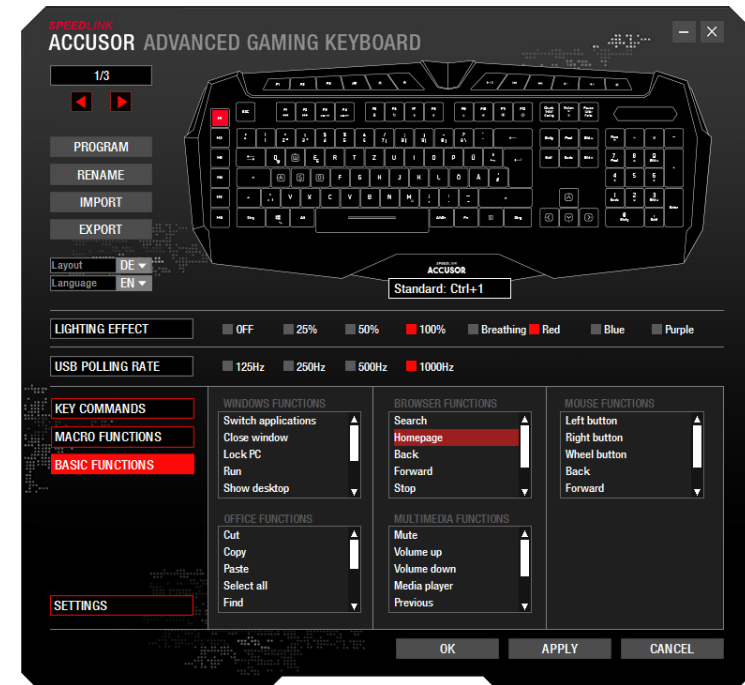 SPEEDLINK
ACCUSOR ADVANCED GAMING KEYBOARD
1/3
PROGRAM
RENAME
IMPORT
EXPORT
Layout DE
Language EN
SPEEDLINK
ACCUSOR
Standard: Ctrl+1
LIGHTING EFFECT OFF 25% 50% 100% Breathing Red Blue Purple
USB POLLING RATE 125Hz 250Hz 500Hz 1000Hz
KEY COMMANDS
MACRO FUNCTIONS
BASIC FUNCTIONS
SETTINGS
WINDOWS FUNCTIONS
Switch applications
Close window
Lock PC
Run
Show desktop
BROWSER FUNCTIONS
Search
Homepage
Back
Forward
Stop
MOUSE FUNCTIONS
Left button
Right button
Wheel button
Back
Forward
OFFICE FUNCTIONS
Cut
Copy
Paste
Select all
Find
MULTIMEDIA FUNCTIONS
Mute
Volume up
Volume down
Media player
Previous
OK APPLY CANCEL